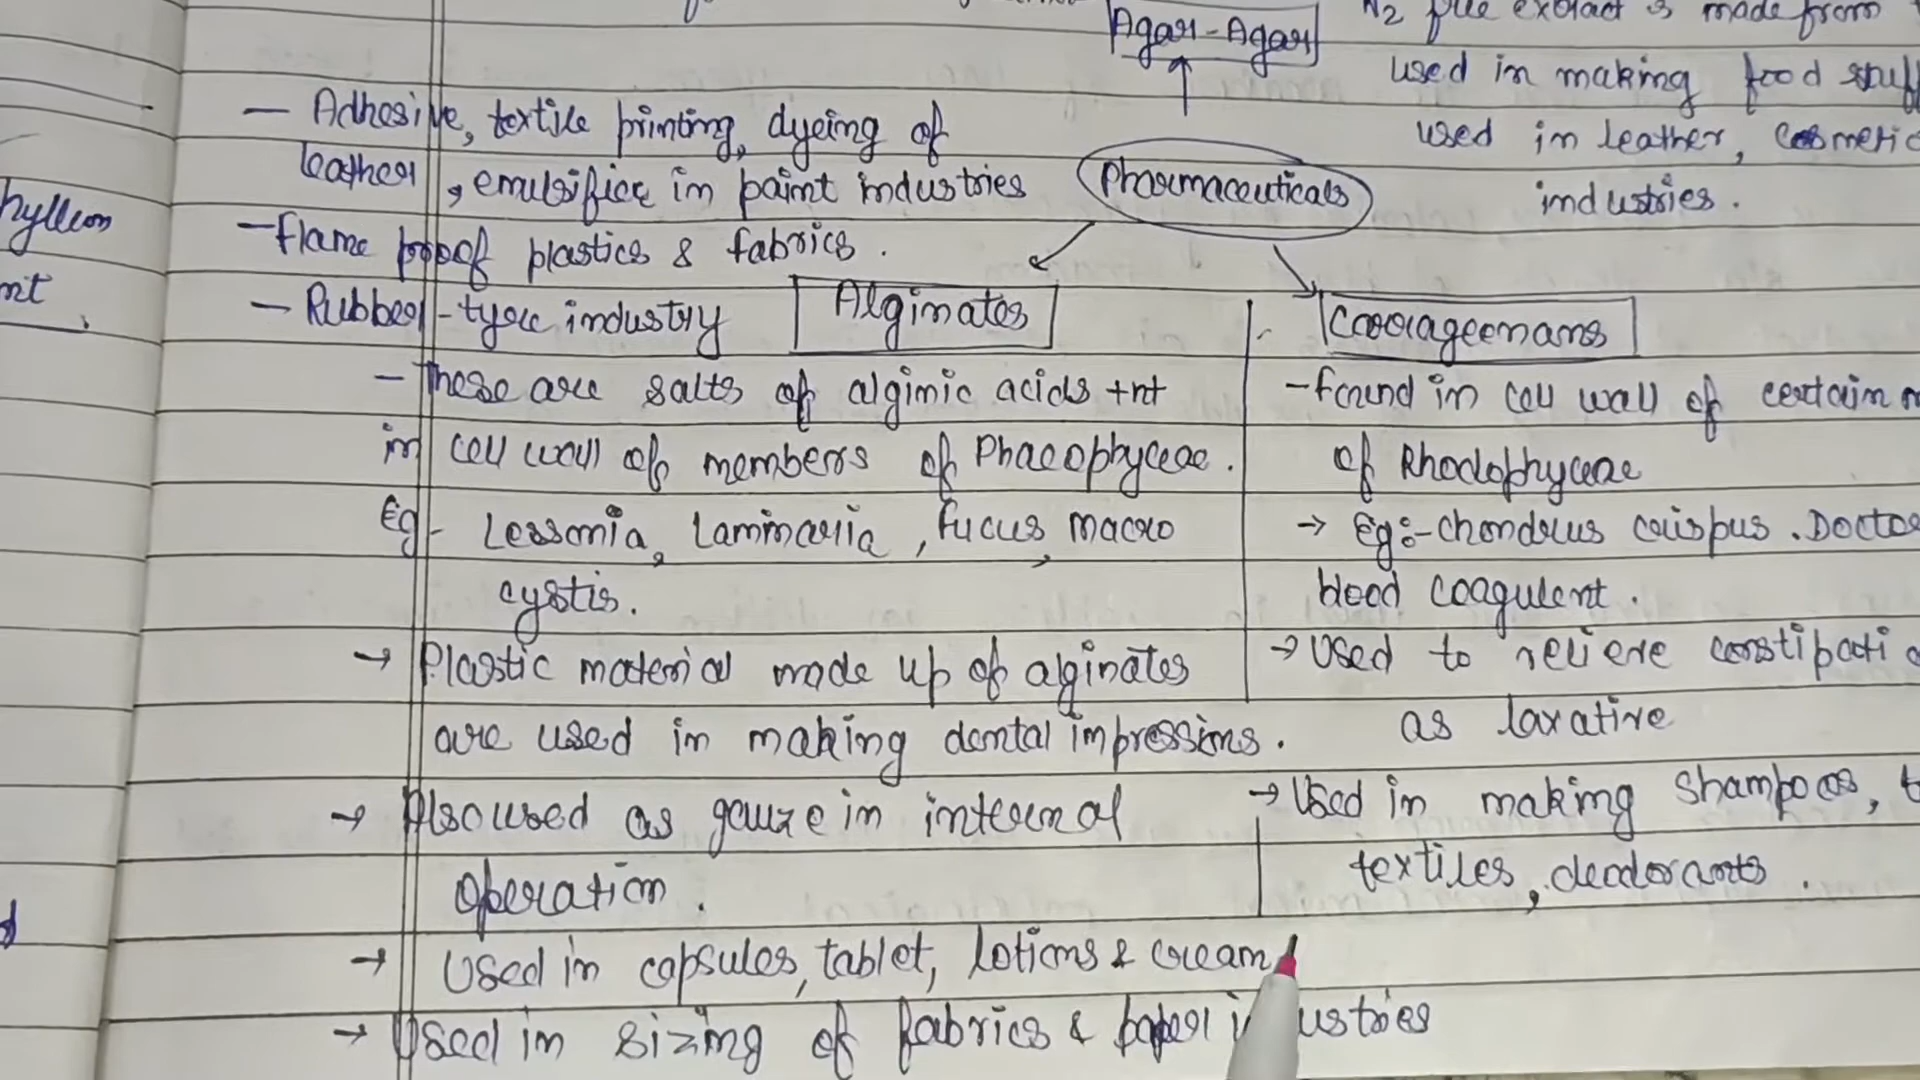 Agar-Agar
N2 free extract is made from
used in making food stuff
used in leather, Cosmetic
industries.
- Adhesive, textile printing, dyeing of
leather, emulsifier in paint industries
Pharmaceuticals
- flame proof plastics & fabrics.
- Rubber-tyre industry
Alginates
- These are salts of alginic acids +nt
in cell wall of members of Phaeophyceae.
Eg - Lessonia, Laminaria, Fucus, macro
cystis.
→ Plastic material made up of alginates
are used in making dental impressions.
→ Also used as gauze in internal
operation.
→ Used in capsules, tablet, lotions & cream
→ Used in sizing of fabrics & paper industries
Carrageenans
- found in cell wall of certain
of Rhodophyceae
→ Eg:- chondrus crispus. Doctor
blood coagulent.
→ Used to relieve constipatio
as laxative
→ Used in making shampoos, t
textiles, deodorants.
hyllum
nt